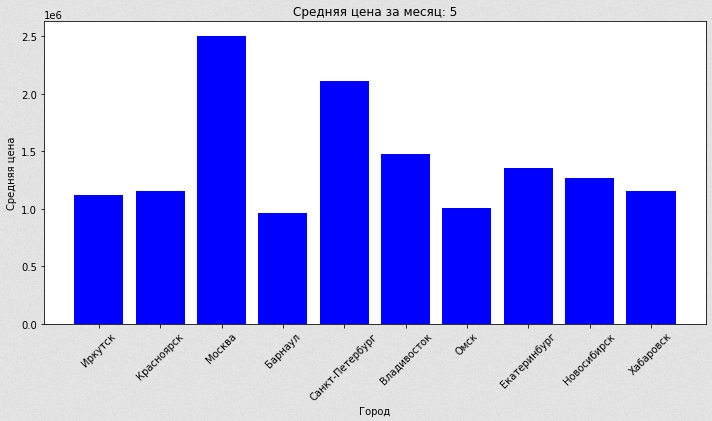 Средняя цена за месяц: 5
1e6
2.5
2.0
1.5
1.0
0.5
0.0
Средняя цена
Иркутск
Красноярск
Москва
Барнаул
Санкт-Петербург
Владивосток
Омск
Екатеринбург
Новосибирск
Хабаровск
Город